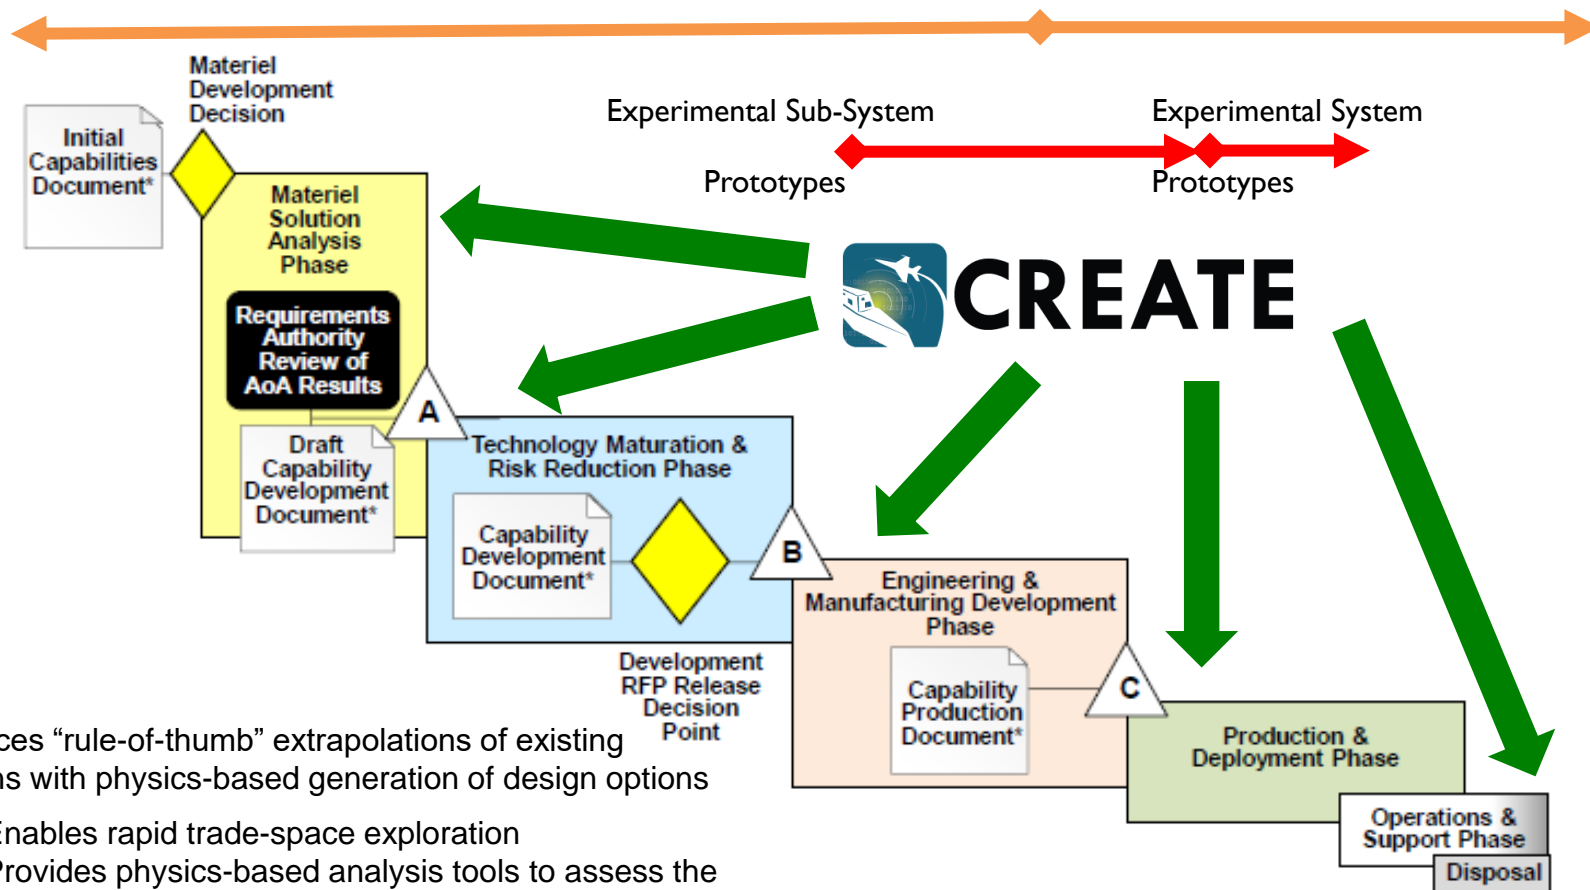 Materiel
Development
Decision
Initial
Capabilities
Document*
Experimental Sub-System
Prototypes
Experimental System
Prototypes
Materiel
Solution
Analysis
Phase
CREATE
Requirements
Authority
Review of
AoA Results
A
Draft
Capability
Development
Document*
Technology Maturation &
Risk Reduction Phase
Capability
Development
Document*
B
Development
RFP Release
Decision
Point
Engineering &
Manufacturing Development
Phase
Capability
Production
Document*
C
Production &
Deployment Phase
Operations &
Support Phase
Disposal
“rule-of-thumb” extrapolations of existing
with physics-based generation of design options
Enables rapid trade-space exploration
Provides physics-based analysis tools to assess the